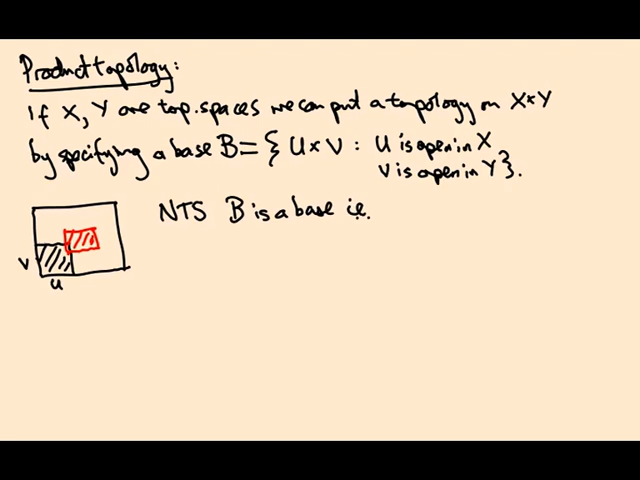 Product topology:
If X, Y are top. spaces we can put a topology on X×Y
by specifying a base B = { U×V : U is open in X
V is open in Y }.
NTS B is a base i.e.
V
U